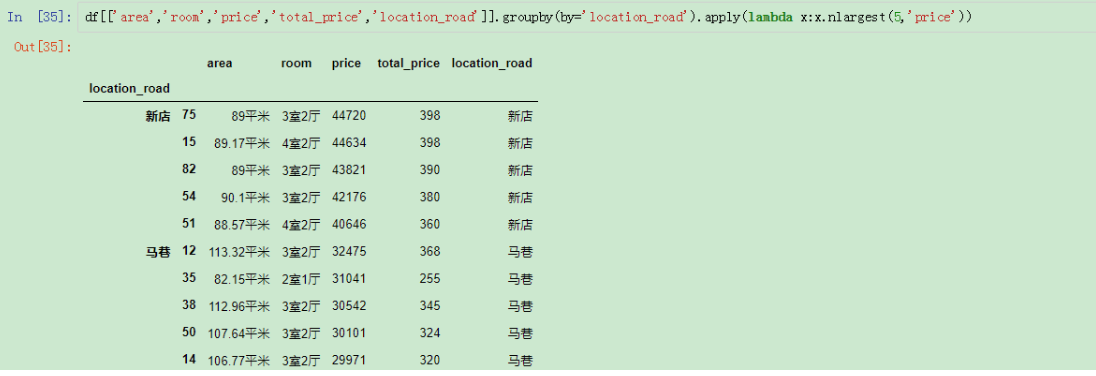 In [35]: df[['area','room','price','total_price','location_road']].groupby(by='location_road').apply(lambda x:x.nlargest(5,'price'))
Out[35]:
area room price total_price location_road
location_road
新店 75 89平米 3室2厅 44720 398 新店
15 89.17平米 4室2厅 44634 398 新店
82 89平米 3室2厅 43821 390 新店
54 90.1平米 3室2厅 42176 380 新店
51 88.57平米 4室2厅 40646 360 新店
马巷 12 113.32平米 3室2厅 32475 368 马巷
35 82.15平米 2室1厅 31041 255 马巷
38 112.96平米 3室2厅 30542 345 马巷
50 107.64平米 3室2厅 30101 324 马巷
14 106.77平米 3室2厅 29971 320 马巷